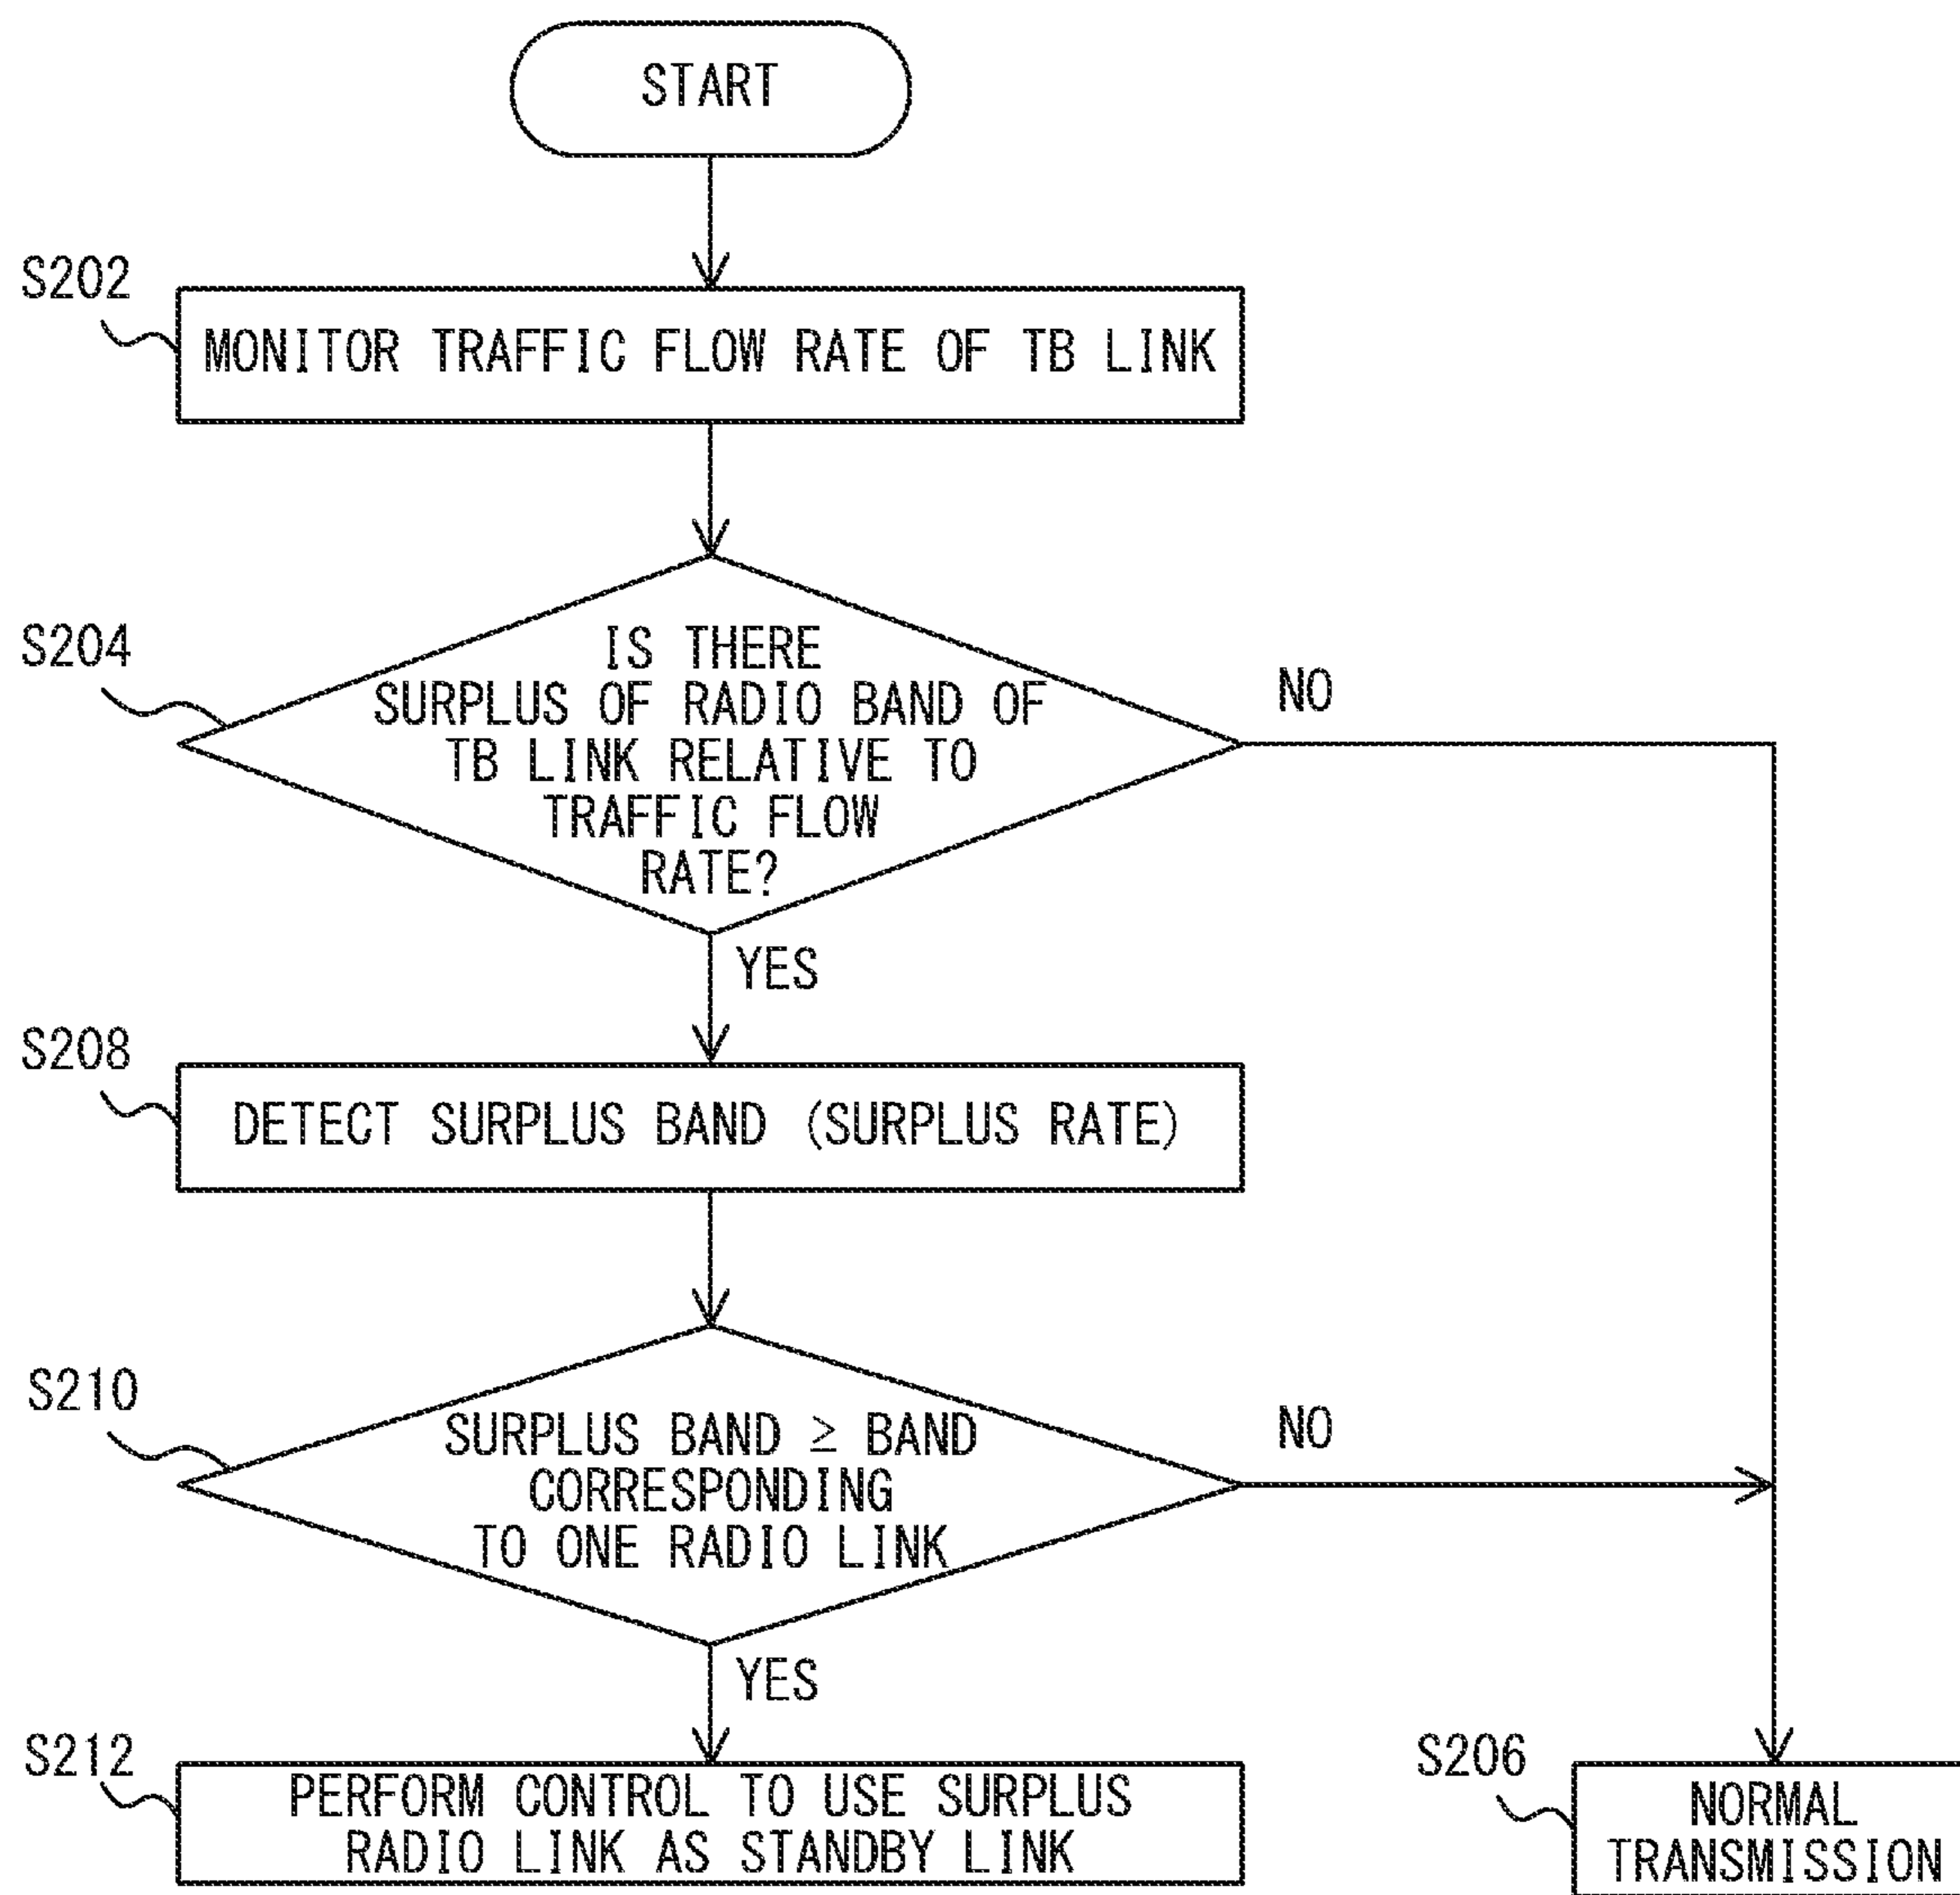 START
S202
MONITOR TRAFFIC FLOW RATE OF TB LINK
S204
IS THERE
SURPLUS OF RADIO BAND OF
TB LINK RELATIVE TO
TRAFFIC FLOW
RATE?
NO
YES
S208
DETECT SURPLUS BAND (SURPLUS RATE)
S210
SURPLUS BAND ≥ BAND
CORRESPONDING
TO ONE RADIO LINK
NO
YES
S212
PERFORM CONTROL TO USE SURPLUS
RADIO LINK AS STANDBY LINK
S206
NORMAL
TRANSMISSION